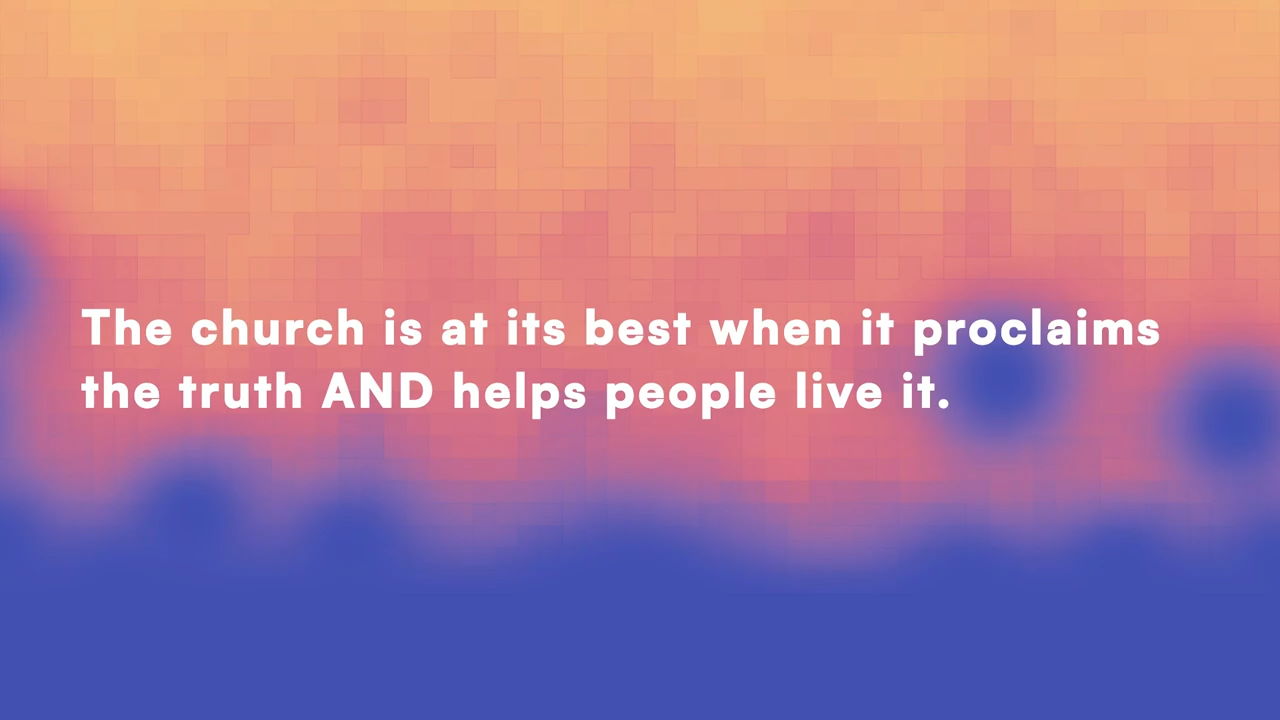 The church is at its best when it proclaims
the truth AND helps people live it.